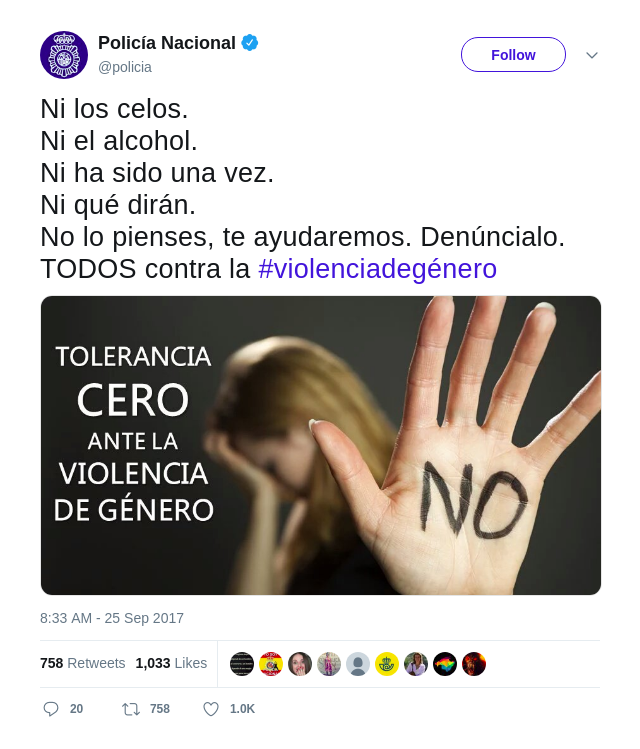 Policía Nacional
@policia
Follow
Ni los celos.
Ni el alcohol.
Ni ha sido una vez.
Ni qué dirán.
No lo pienses, te ayudaremos. Denúncialo.
TODOS contra la #violenciadegénero
TOLERANCIA
CERO
ANTE LA
VIOLENCIA
DE GÉNERO
NO
8:33 AM - 25 Sep 2017
758 Retweets 1,033 Likes
20 758 1.0K